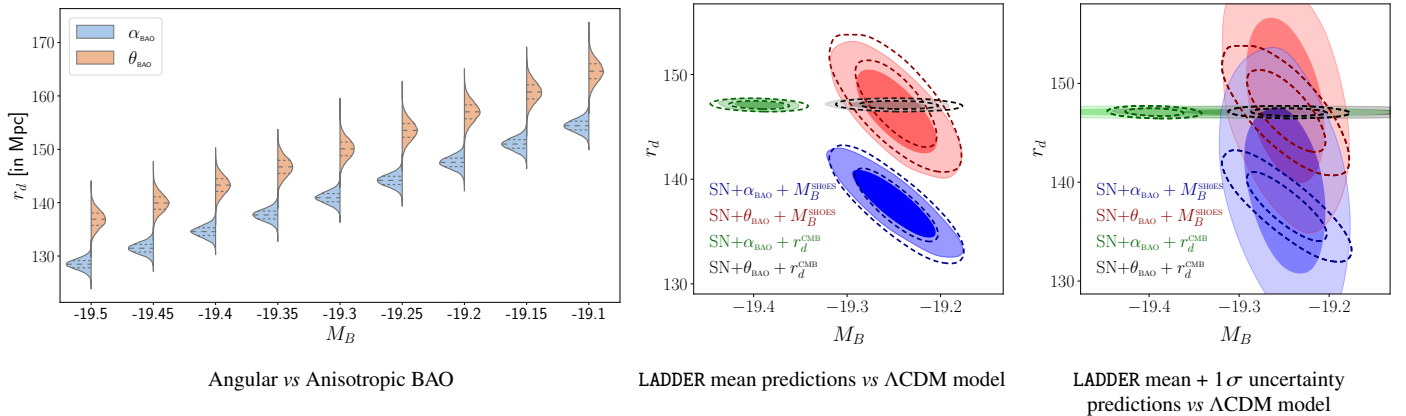 α_BAO
θ_BAO
r_d [in Mpc]
170
160
150
140
130
-19.5 -19.45 -19.4 -19.35 -19.3 -19.25 -19.2 -19.15 -19.1
M_B
Angular vs Anisotropic BAO
r_d
150
140
130
SN+α_BAO + M_B^SH0ES
SN+θ_BAO + M_B^SH0ES
SN+α_BAO + r_d^CMB
SN+θ_BAO + r_d^CMB
−19.4 −19.3 −19.2
M_B
LADDER mean predictions vs ΛCDM model
r_d
150
140
130
SN+α_BAO + M_B^SH0ES
SN+θ_BAO + M_B^SH0ES
SN+α_BAO + r_d^CMB
SN+θ_BAO + r_d^CMB
−19.4 −19.3 −19.2
M_B
LADDER mean + 1σ uncertainty
predictions vs ΛCDM model